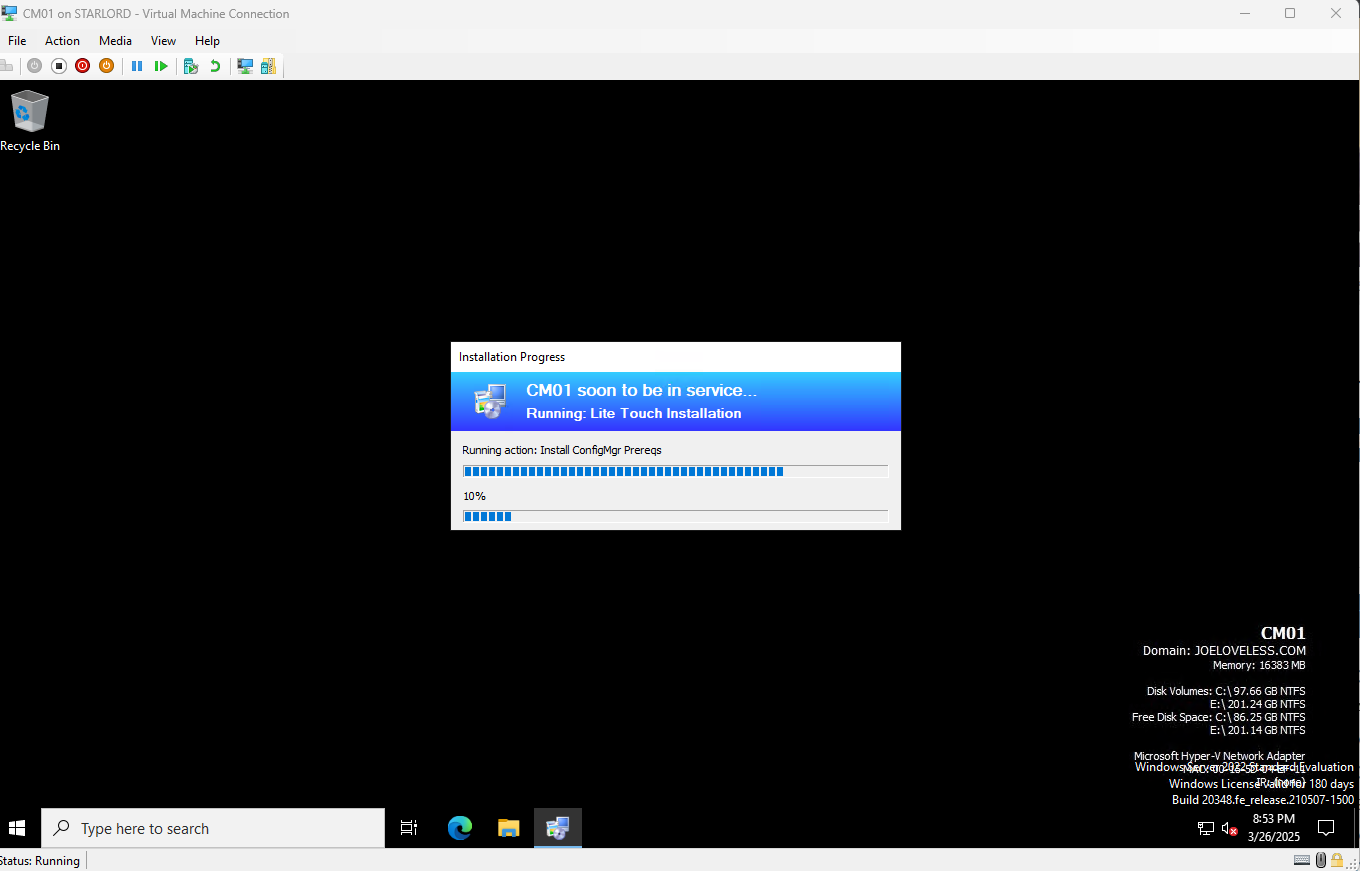 CM01 on STARLORD - Virtual Machine Connection
File Action Media View Help
Recycle Bin
Installation Progress
CM01 soon to be in service...
Running: Lite Touch Installation
Running action: Install ConfigMgr Prereqs
10%
CM01
Domain: JOELOVELESS.COM
Memory: 16383 MB
Disk Volumes: C:\ 97.66 GB NTFS
E:\ 201.24 GB NTFS
Free Disk Space: C:\ 86.25 GB NTFS
E:\ 201.14 GB NTFS
Microsoft Hyper-V Network Adapter
Windows Server 2022 Standard Evaluation
Windows License valid for 180 days
Build 20348.fe_release.210507-1500
Type here to search
8:53 PM
3/26/2025
Status: Running